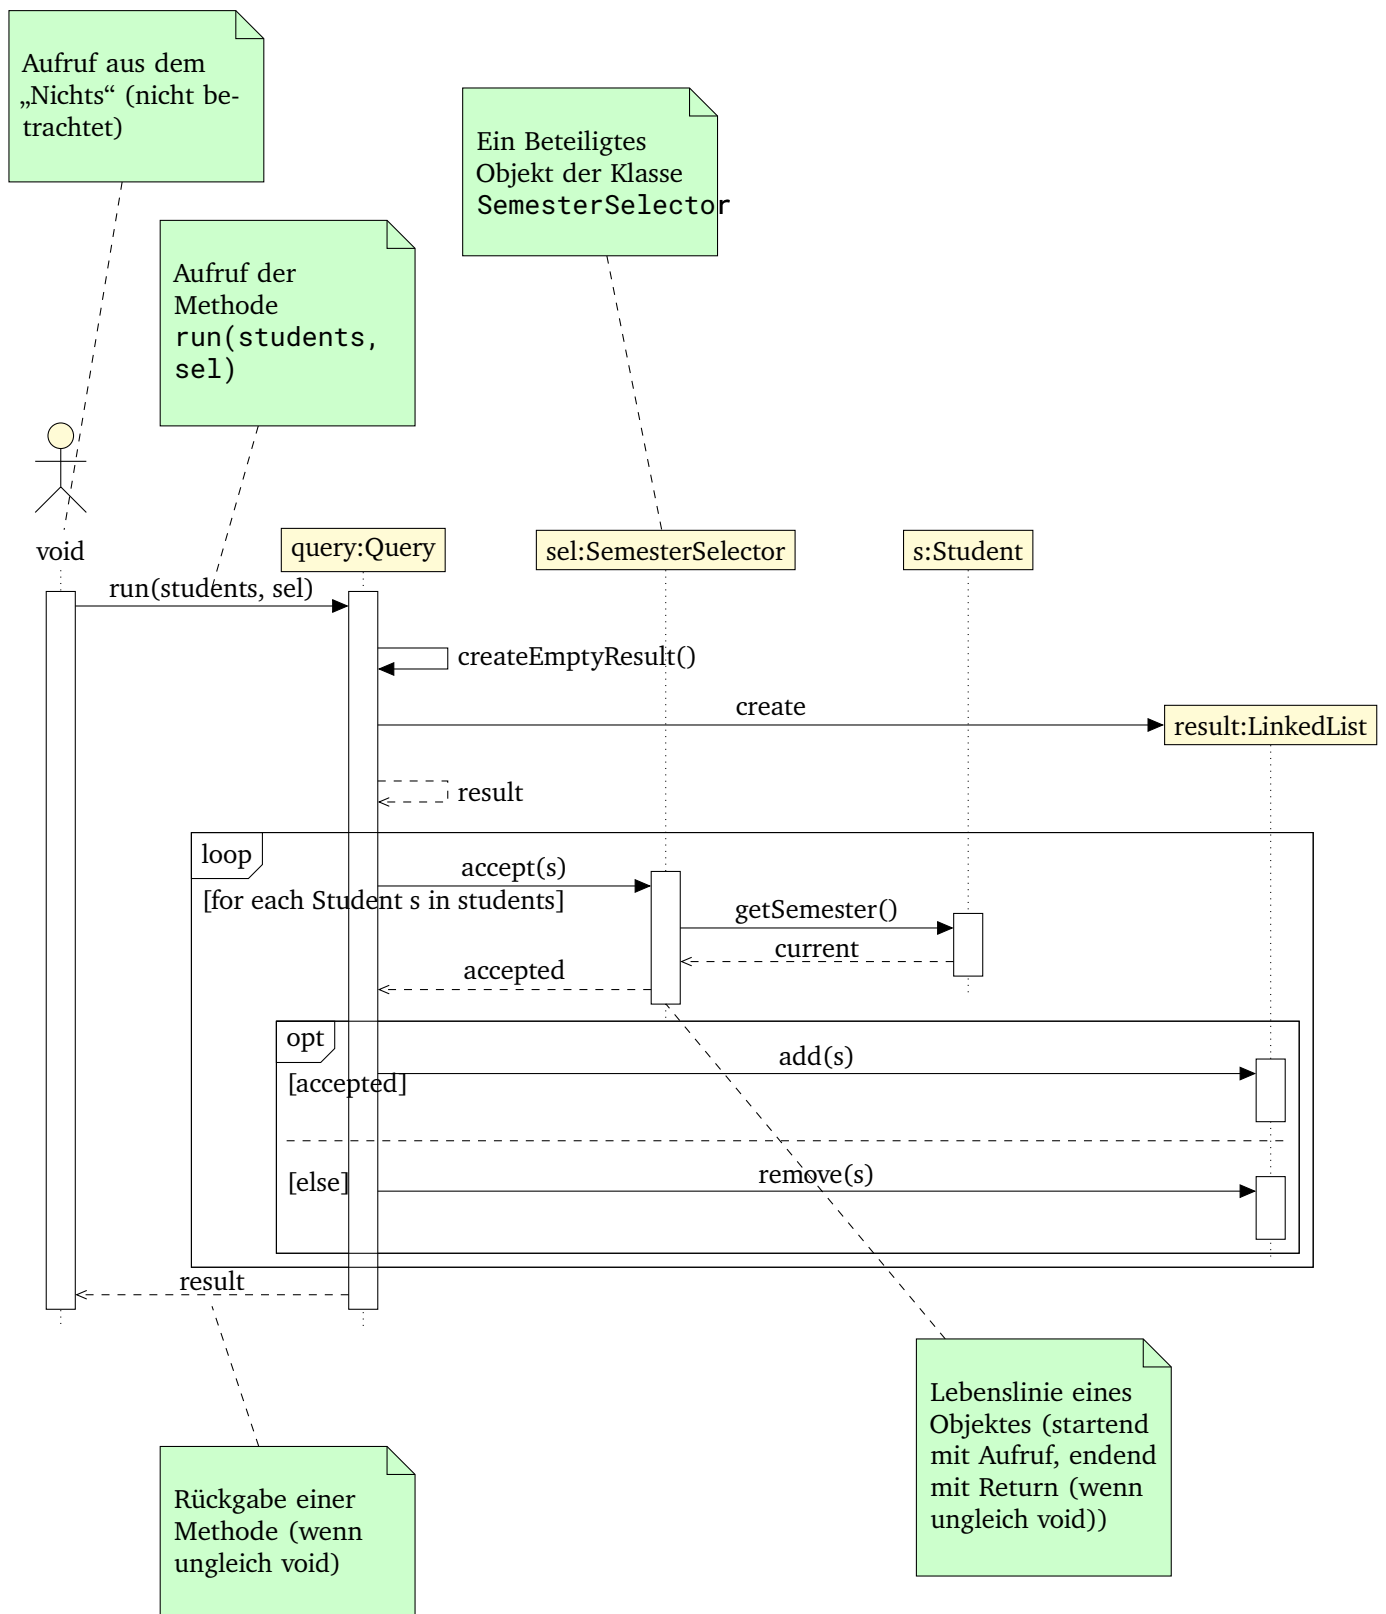 Aufruf aus dem
„Nichts“ (nicht be-
trachtet)
Ein Beteiligtes
Objekt der Klasse
SemesterSelector
Aufruf der
Methode
run(students,
sel)
void
query:Query
sel:SemesterSelector
s:Student
run(students, sel)
createEmptyResult()
create
result:LinkedList
result
loop
accept(s)
[for each Student s in students]
getSemester()
current
accepted
opt
add(s)
[accepted]
remove(s)
[else]
result
Lebenslinie eines
Objektes (startend
mit Aufruf, endend
mit Return (wenn
ungleich void))
Rückgabe einer
Methode (wenn
ungleich void)